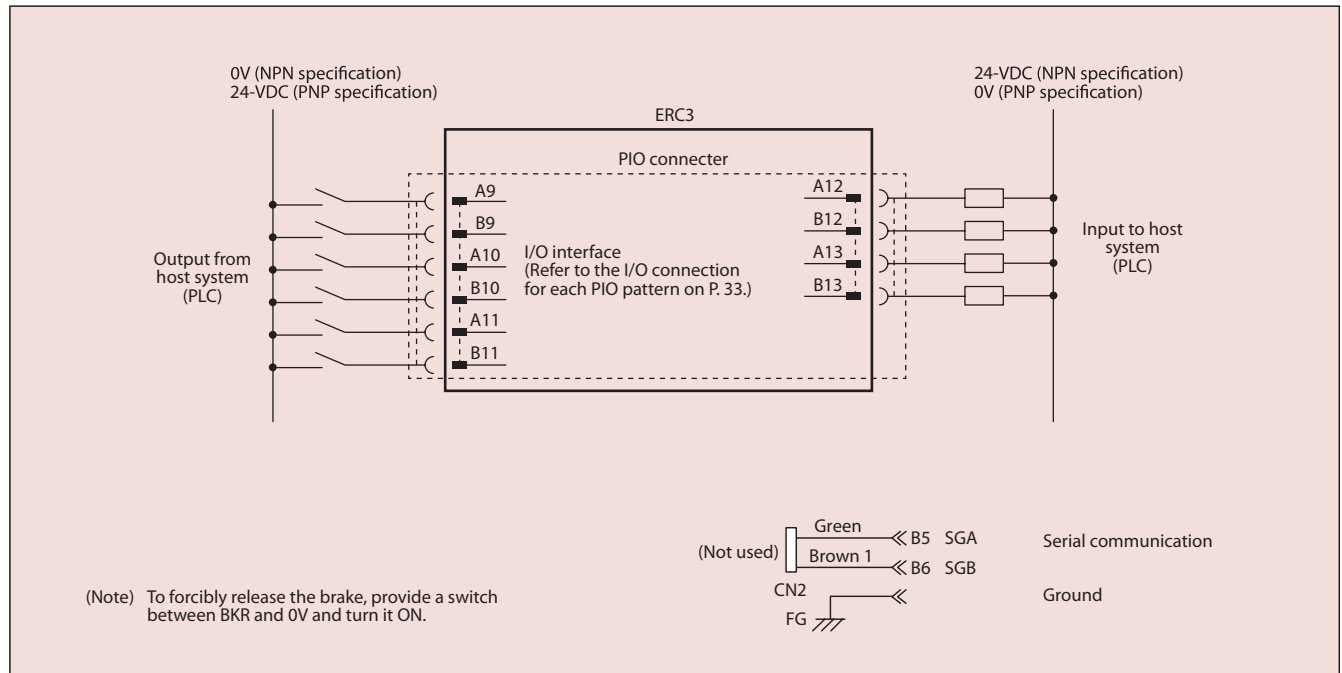 0V (NPN specification)
24-VDC (PNP specification)
24-VDC (NPN specification)
0V (PNP specification)
ERC3
PIO connecter
A9
B9
A10
B10
A11
B11
I/O interface
(Refer to the I/O connection
for each PIO pattern on P. 33.)
A12
B12
A13
B13
Output from
host system
(PLC)
Input to host
system
(PLC)
(Not used)
Green
B5 SGA
Brown 1
B6 SGB
Serial communication
CN2
Ground
FG
(Note) To forcibly release the brake, provide a switch
between BKR and 0V and turn it ON.